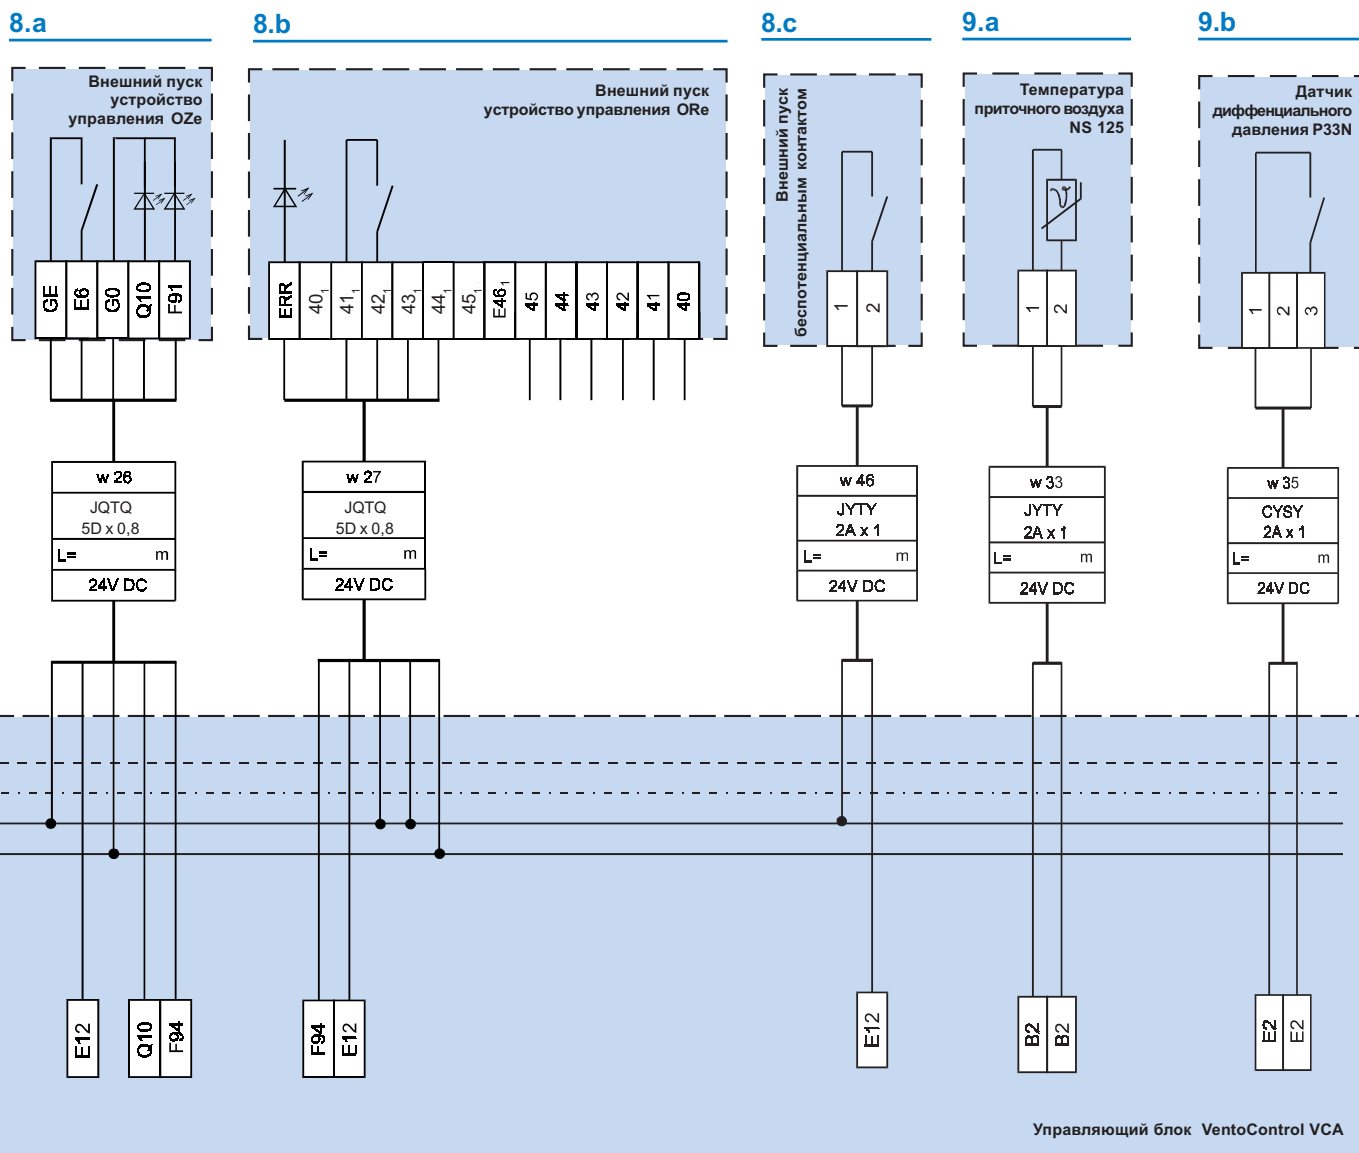 8.a
Внешний пуск
устройство
управления OZe
GE E6 G0 Q10 F91
w 26
JQTQ
5D x 0,8
L= m
24V DC
E12 Q10 F94
8.b
Внешний пуск
устройство управления ORe
ERR 40₁ 41₁ 42₁ 43₁ 44₁ 45₁ E46₁ 45 44 43 42 41 40
w 27
JQTQ
5D x 0,8
L= m
24V DC
F94 E12
8.c
Внешний пуск
беспотенциальным контактом
1 2
w 46
JYTY
2A x 1
L= m
24V DC
E12
9.a
Температура
приточного воздуха
NS 125
ϑ
1 2
w 33
JYTY
2A x 1
L= m
24V DC
B2 B2
9.b
Датчик
диффенциального
давления P33N
1 2 3
w 35
CYSY
2A x 1
L= m
24V DC
E2 E2
Управляющий блок VentoControl VCA